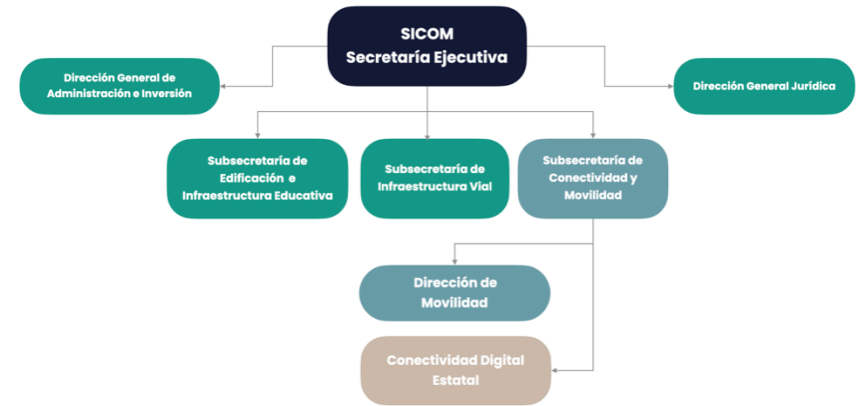 SICOM
Secretaría Ejecutiva
Dirección General de
Administración e Inversión
Dirección General Jurídica
Subsecretaría de
Edificación e
Infraestructura Educativa
Subsecretaría de
Infraestructura Vial
Subsecretaría de
Conectividad y
Movilidad
Dirección de
Movilidad
Conectividad Digital
Estatal